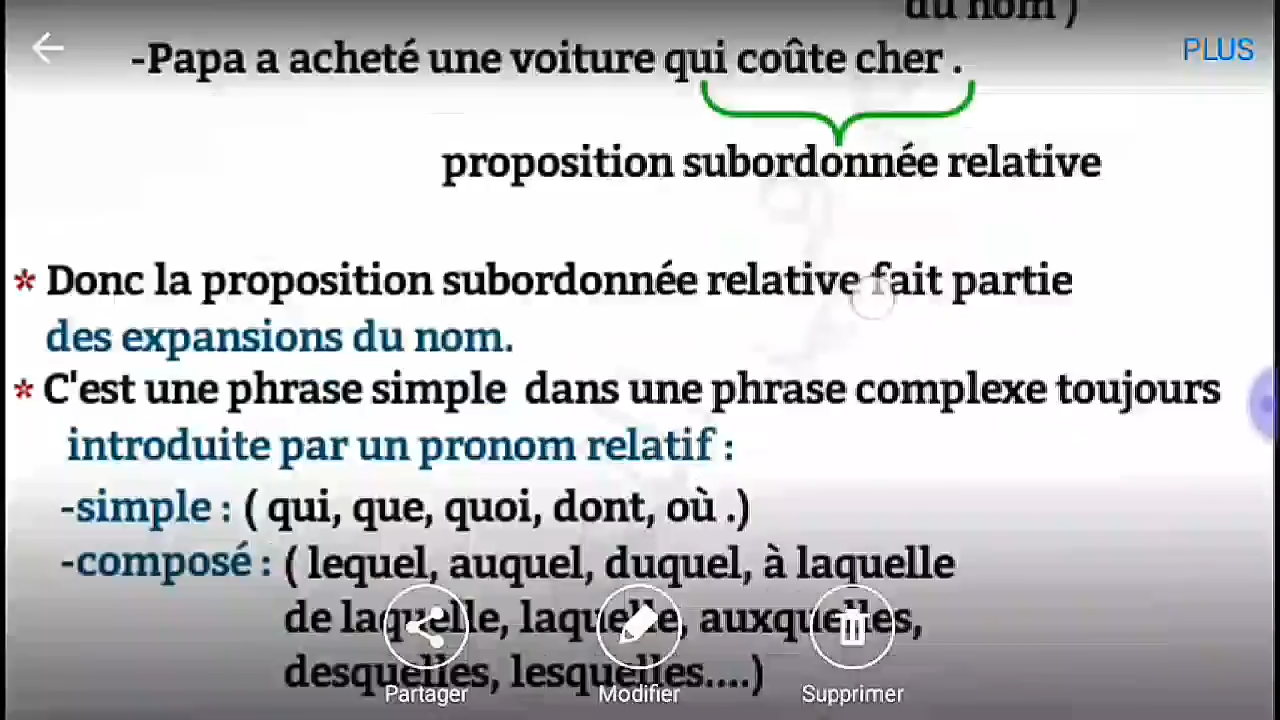 du nom )
-Papa a acheté une voiture qui coûte cher .
PLUS
proposition subordonnée relative
* Donc la proposition subordonnée relative fait partie
des expansions du nom.
* C'est une phrase simple dans une phrase complexe toujours
introduite par un pronom relatif :
-simple : ( qui, que, quoi, dont, où .)
-composé : ( lequel, auquel, duquel, à laquelle
de laquelle, laquelle, auxquelles,
desquelles, lesquelles....)
Partager
Modifier
Supprimer